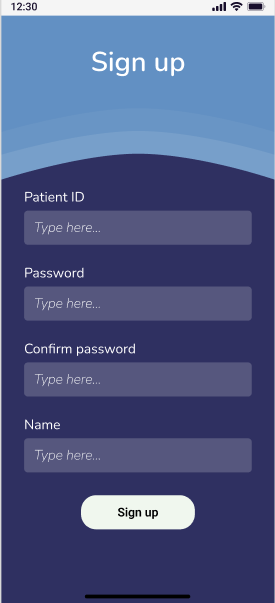 12:30
Sign up
Patient ID
Type here...
Password
Type here...
Confirm password
Type here...
Name
Type here...
Sign up